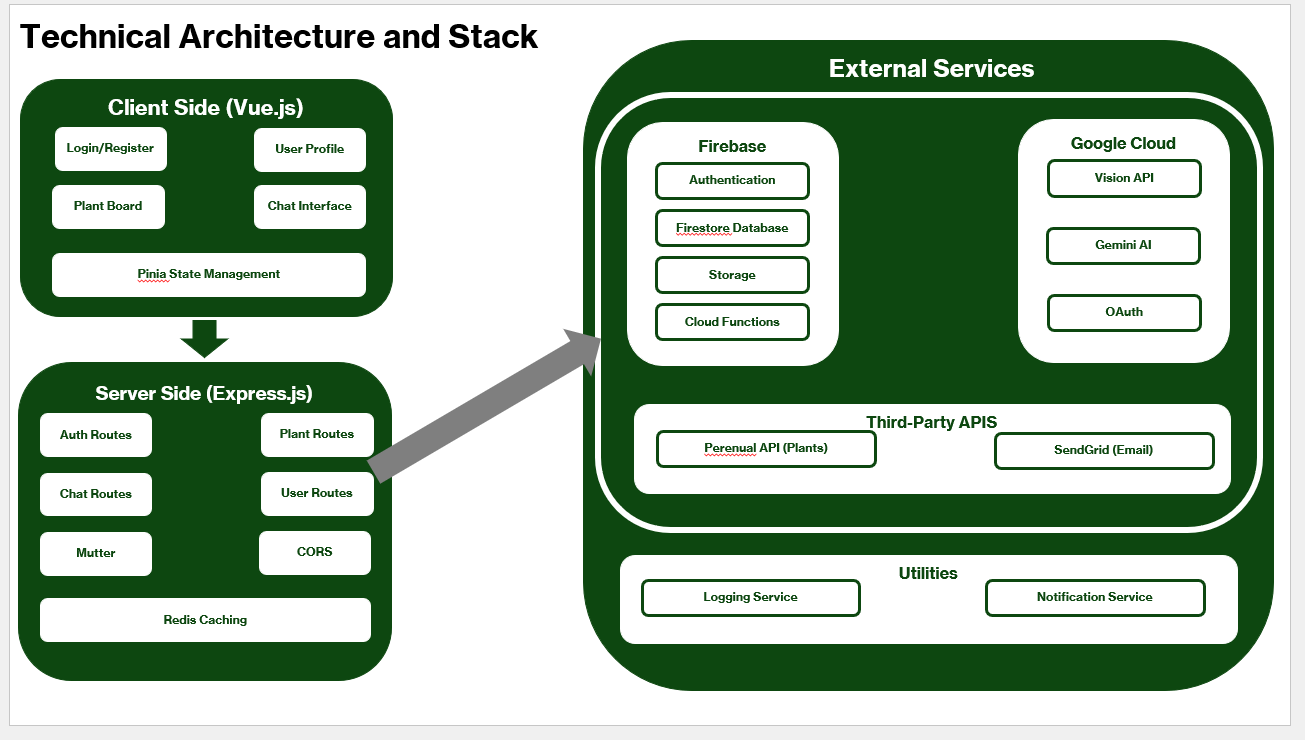 Technical Architecture and Stack
Client Side (Vue.js)
Login/Register
User Profile
Plant Board
Chat Interface
Pinia State Management
Server Side (Express.js)
Auth Routes
Plant Routes
Chat Routes
User Routes
Mutter
CORS
Redis Caching
External Services
Firebase
Authentication
Firestore Database
Storage
Cloud Functions
Google Cloud
Vision API
Gemini AI
OAuth
Third-Party APIS
Perenual API (Plants)
SendGrid (Email)
Utilities
Logging Service
Notification Service